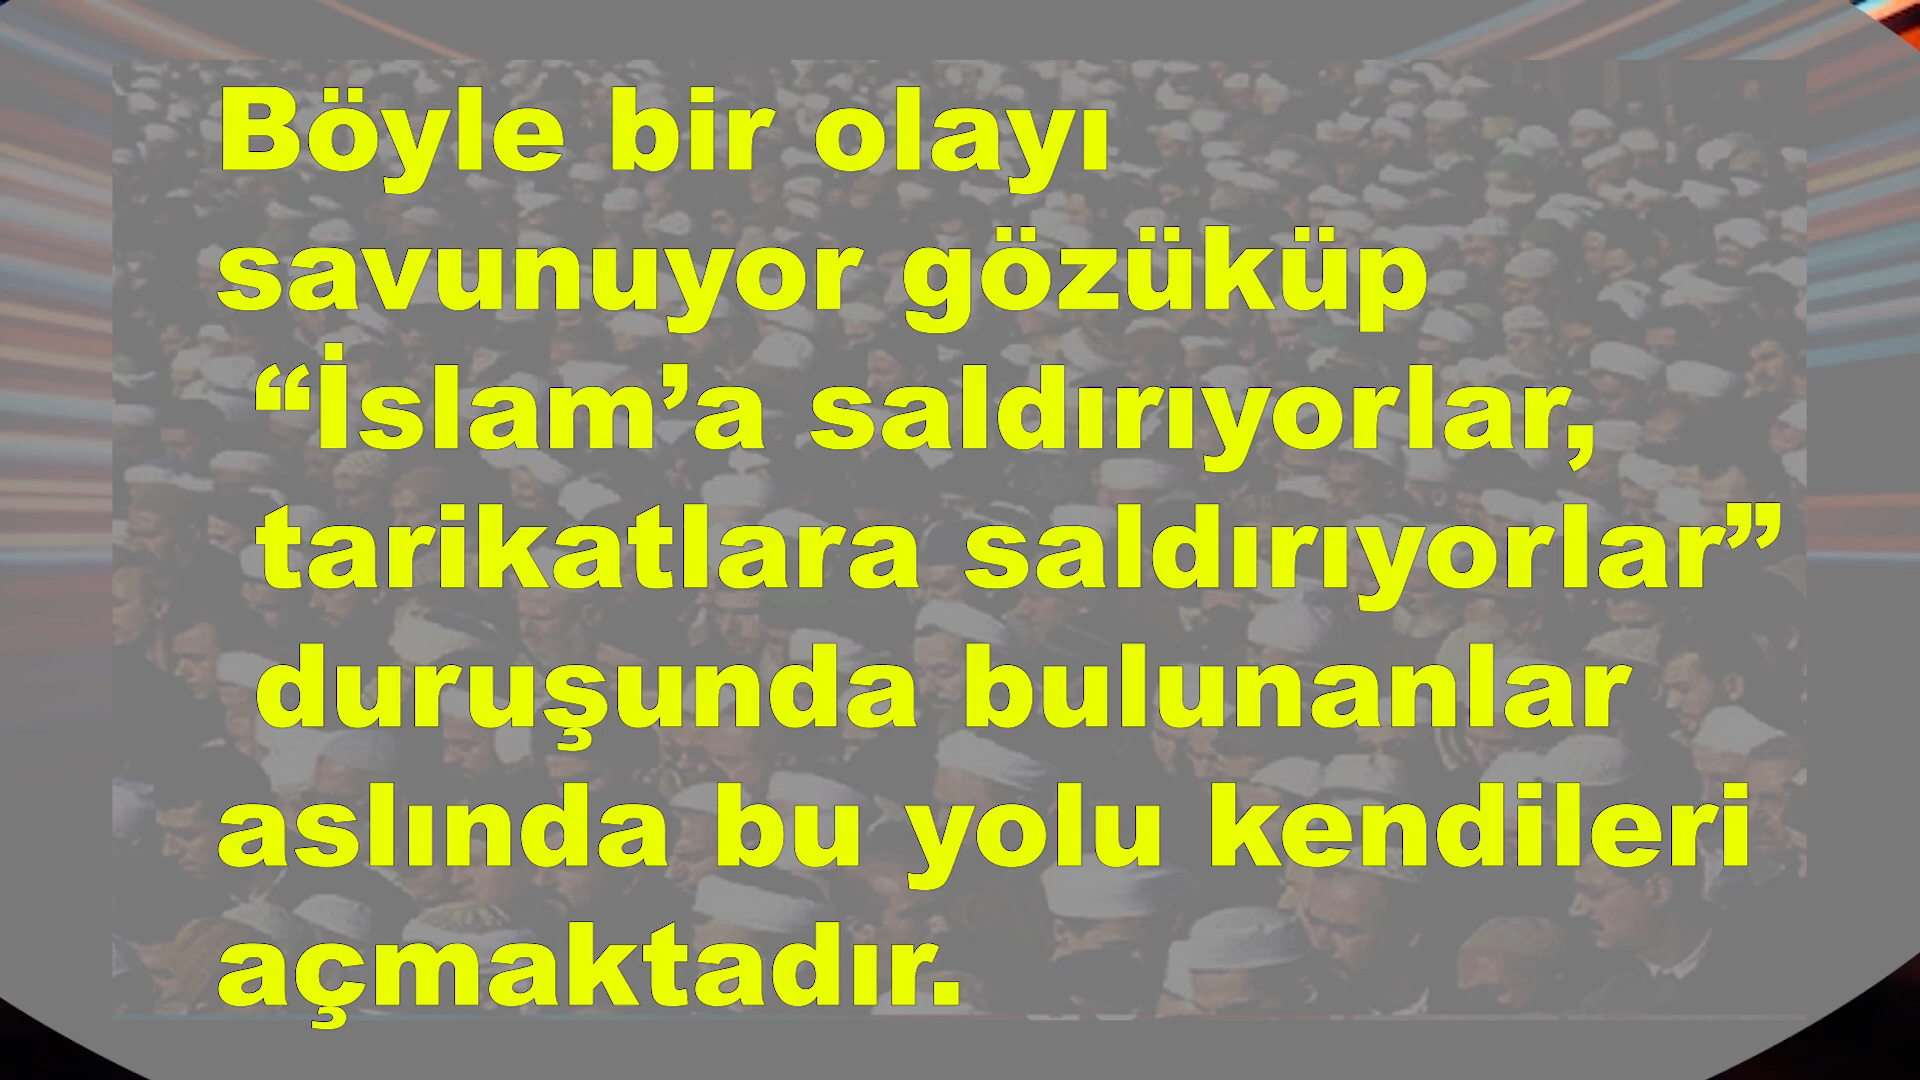 Böyle bir olayı
savunuyor gözüküp
“İslam’a saldırıyorlar,
tarikatlara saldırıyorlar”
duruşunda bulunanlar
aslında bu yolu kendileri
açmaktadır.